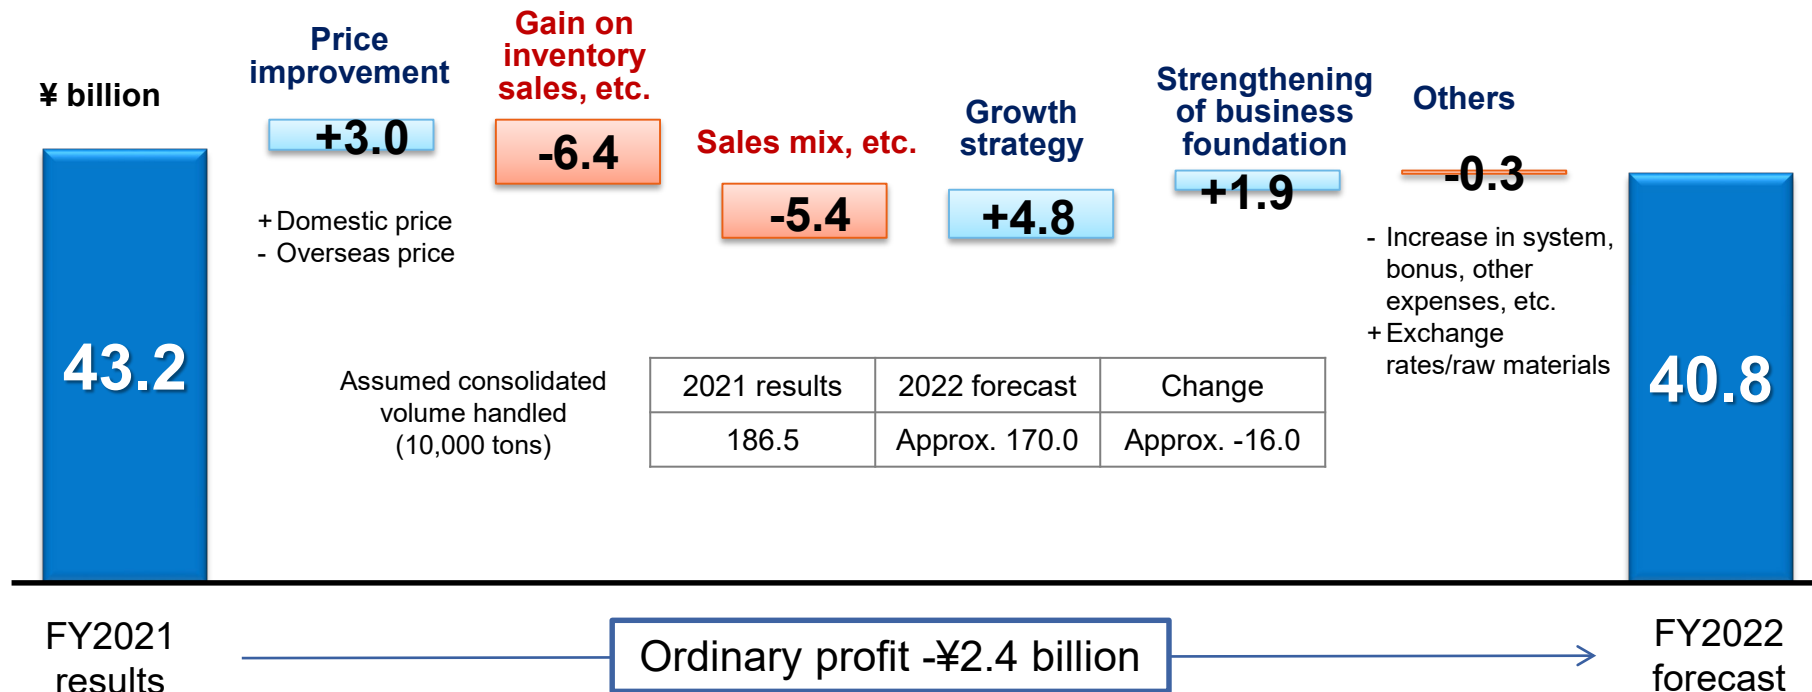 ¥ billion
Price
improvement
+3.0
+ Domestic price
- Overseas price
Gain on
inventory
sales, etc.
-6.4
Sales mix, etc.
-5.4
Growth
strategy
+4.8
Strengthening
of business
foundation
+1.9
Others
-0.3
- Increase in system,
bonus, other
expenses, etc.
+ Exchange
rates/raw materials
43.2
40.8
Assumed consolidated
volume handled
(10,000 tons)
2021 results 2022 forecast Change
186.5 Approx. 170.0 Approx. -16.0
FY2021
results
Ordinary profit -¥2.4 billion
FY2022
forecast